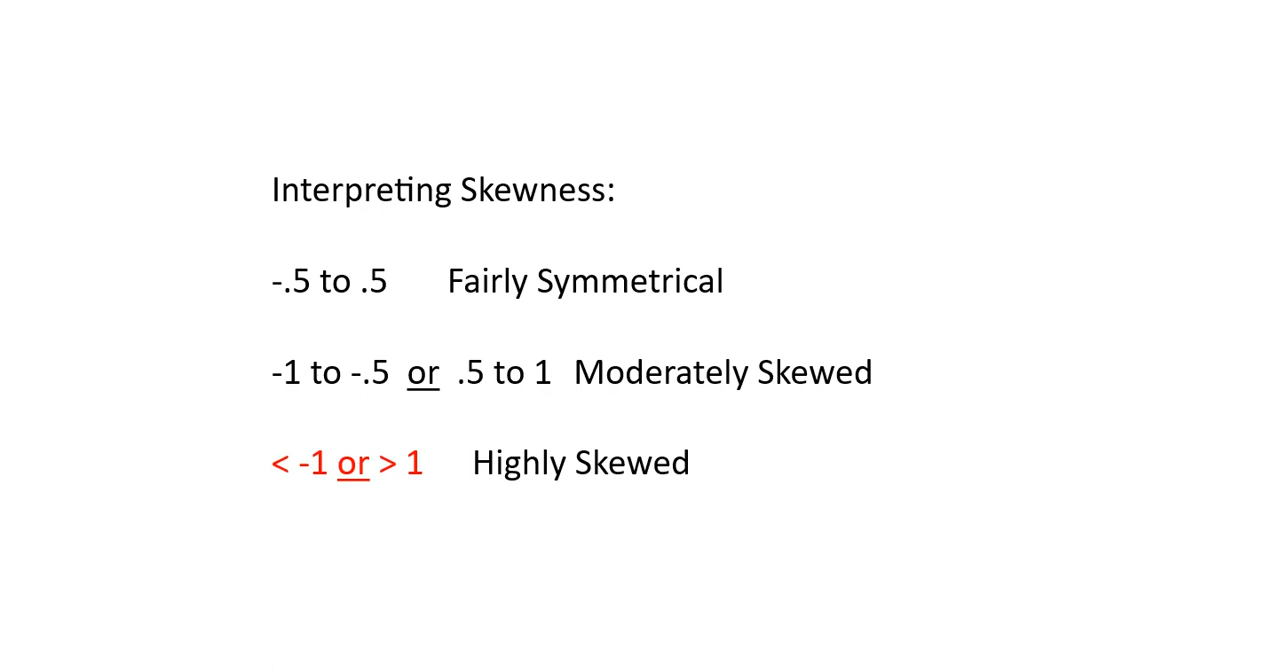 Interpreting Skewness:
-.5 to .5 Fairly Symmetrical
-1 to -.5 or .5 to 1 Moderately Skewed
< -1 or > 1 Highly Skewed